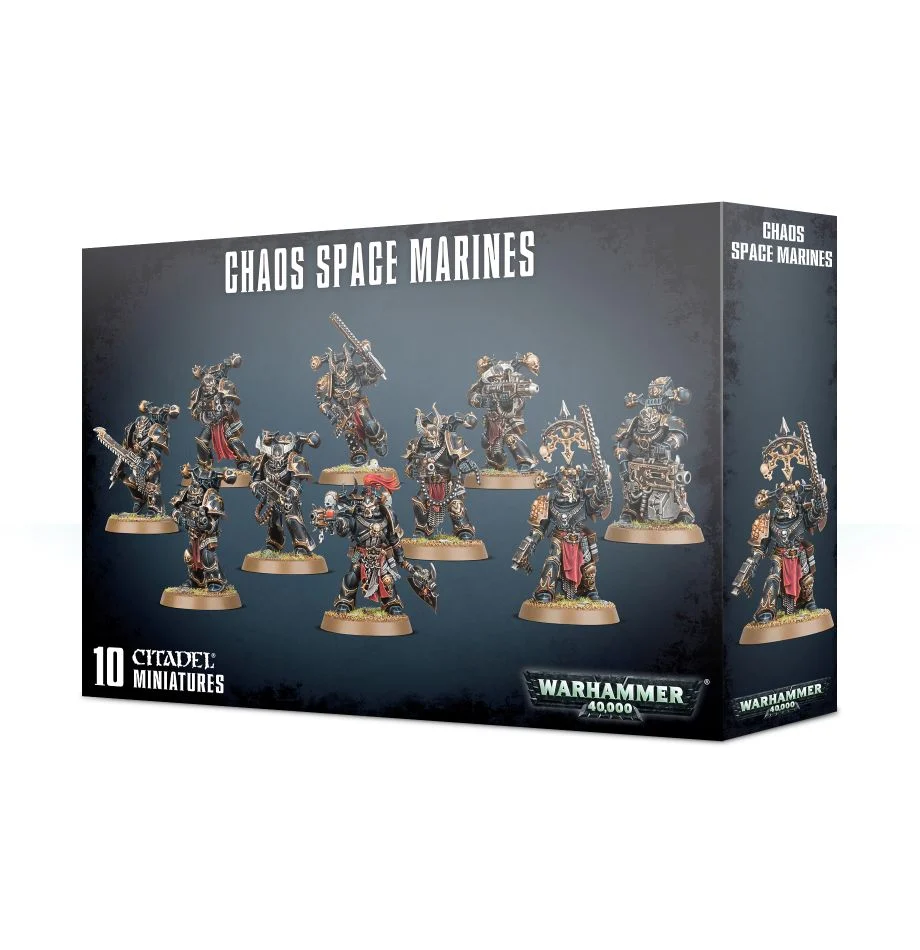 CHAOS SPACE MARINES
10 CITADEL®
MINIATURES
WARHAMMER®
40,000
CHAOS
SPACE MARINES
WARHAMMER
40,000